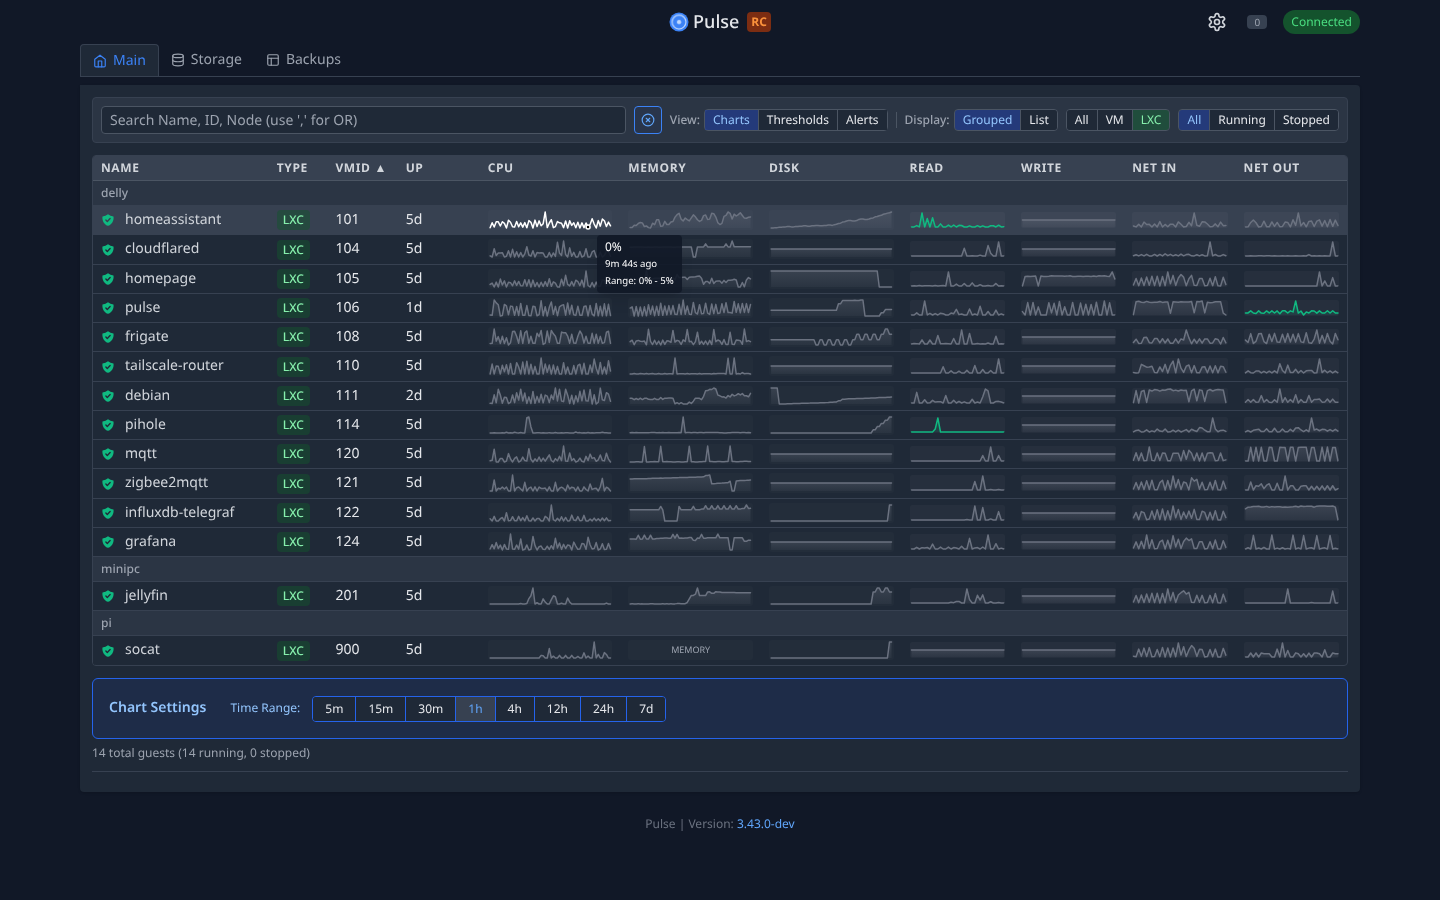 Pulse RC
0
Connected
Main Storage Backups
Search Name, ID, Node (use ',' for OR)
View: Charts Thresholds Alerts
Display: Grouped List
All VM LXC
All Running Stopped
NAME TYPE VMID ▲ UP CPU MEMORY DISK READ WRITE NET IN NET OUT
delly
homeassistant LXC 101 5d
cloudflared LXC 104 5d
0%
9m 44s ago
Range: 0% - 5%
homepage LXC 105 5d
pulse LXC 106 1d
frigate LXC 108 5d
tailscale-router LXC 110 5d
debian LXC 111 2d
pihole LXC 114 5d
mqtt LXC 120 5d
zigbee2mqtt LXC 121 5d
influxdb-telegraf LXC 122 5d
grafana LXC 124 5d
minipc
jellyfin LXC 201 5d
pi
socat LXC 900 5d MEMORY
Chart Settings Time Range: 5m 15m 30m 1h 4h 12h 24h 7d
14 total guests (14 running, 0 stopped)
Pulse | Version: 3.43.0-dev